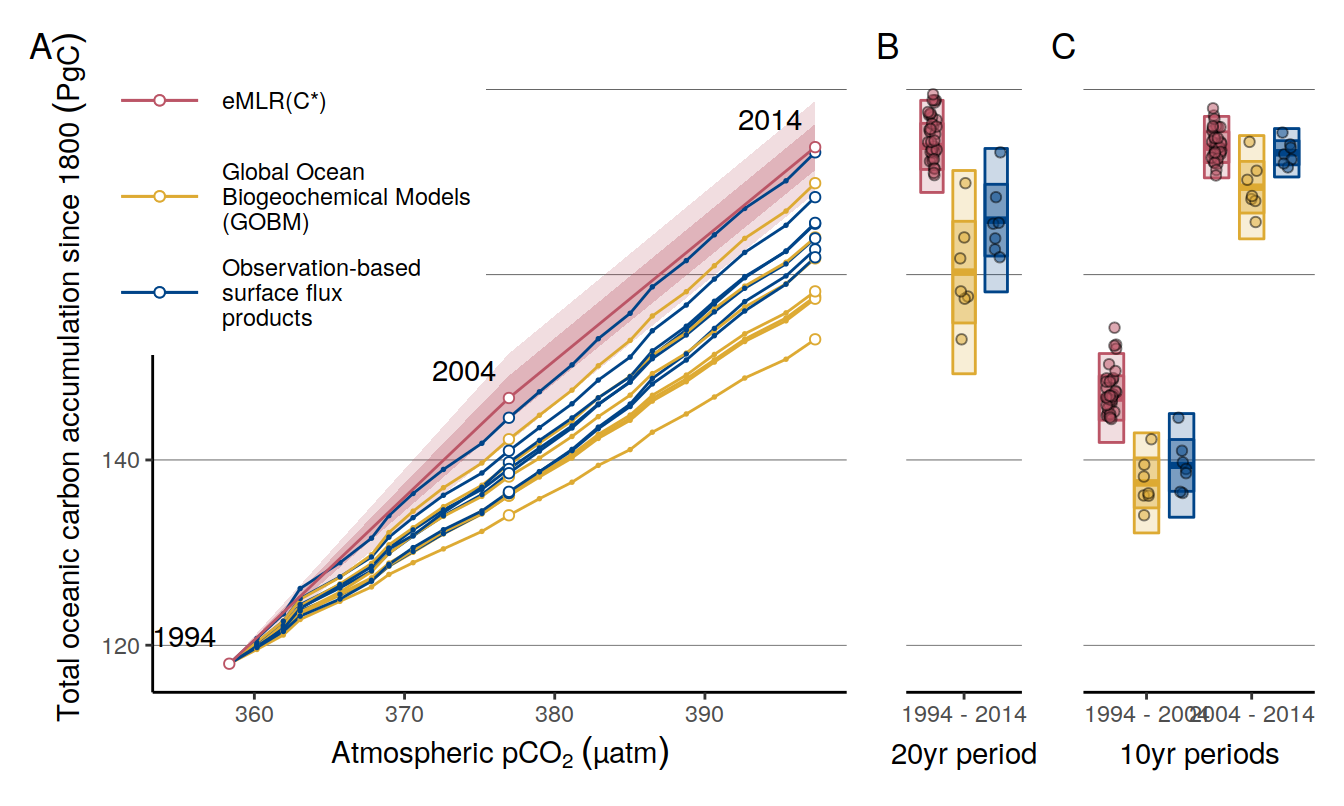 A
B
C
Total oceanic carbon accumulation since 1800 (PgC)
eMLR(C*)
Global Ocean
Biogeochemical Models
(GOBM)
Observation-based
surface flux
products
2014
2004
1994
140
120
360
370
380
390
Atmospheric pCO₂ (µatm)
1994 - 2014
20yr period
1994 - 2004
2004 - 2014
10yr periods